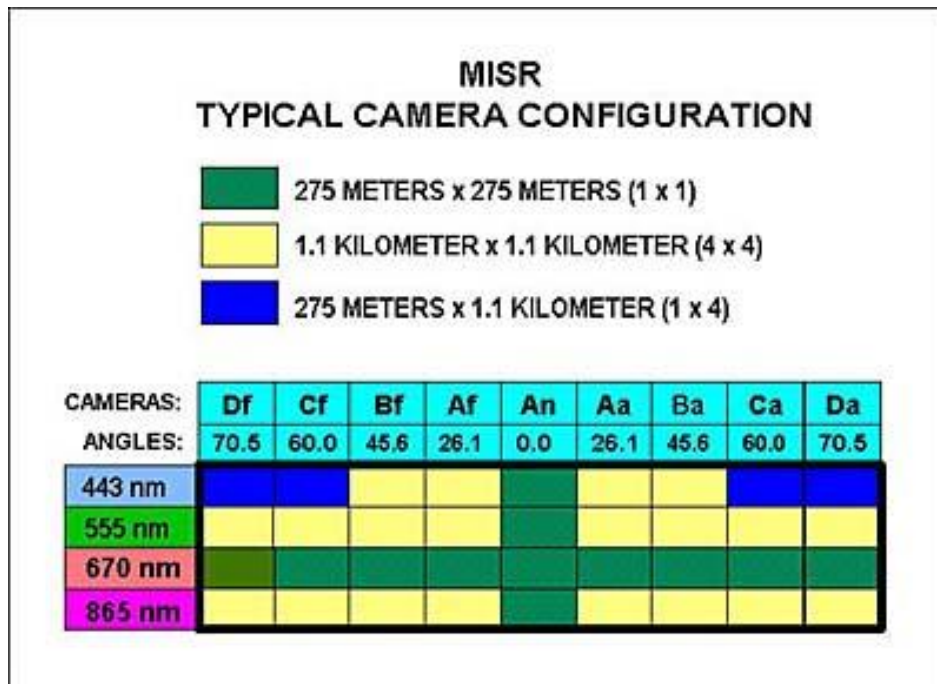 MISR
TYPICAL CAMERA CONFIGURATION
275 METERS x 275 METERS (1 x 1)
1.1 KILOMETER x 1.1 KILOMETER (4 x 4)
275 METERS x 1.1 KILOMETER (1 x 4)
CAMERAS: Df Cf Bf Af An Aa Ba Ca Da
ANGLES: 70.5 60.0 45.6 26.1 0.0 26.1 45.6 60.0 70.5
443 nm
555 nm
670 nm
865 nm